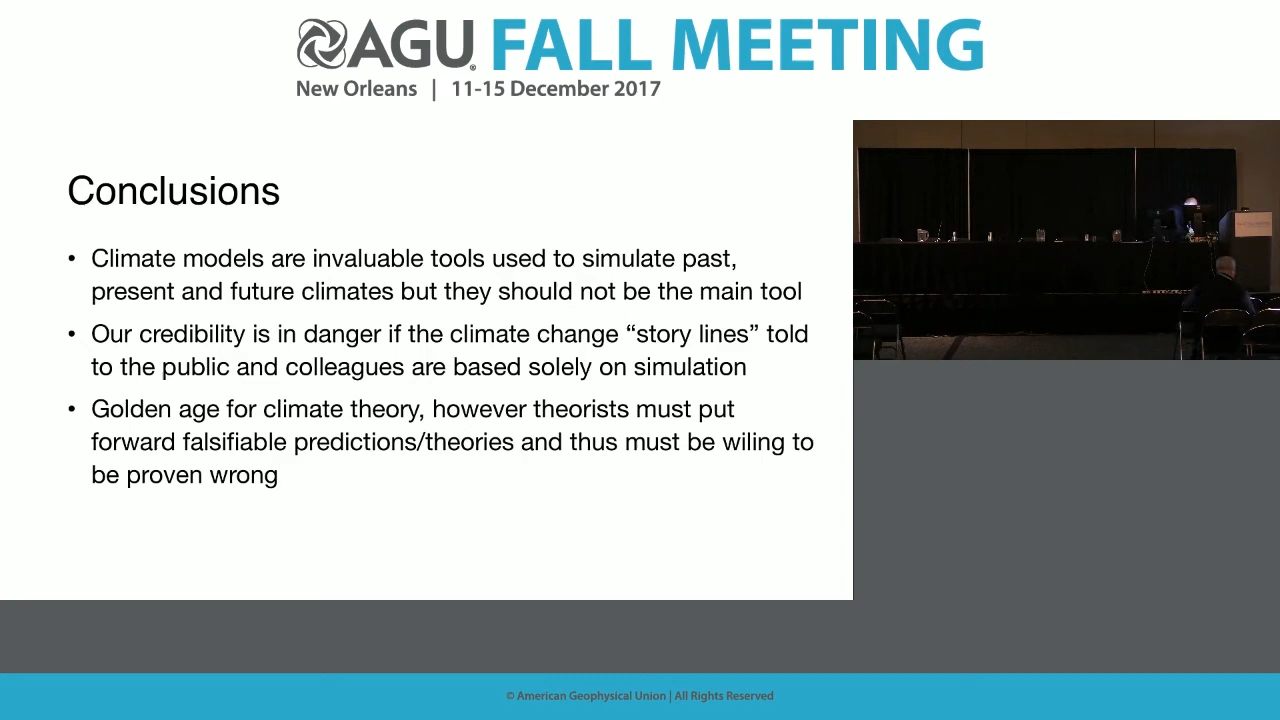 AGU FALL MEETING
New Orleans | 11-15 December 2017
Conclusions
• Climate models are invaluable tools used to simulate past,
present and future climates but they should not be the main tool
• Our credibility is in danger if the climate change “story lines” told
to the public and colleagues are based solely on simulation
• Golden age for climate theory, however theorists must put
forward falsifiable predictions/theories and thus must be wiling to
be proven wrong
© American Geophysical Union | All Rights Reserved